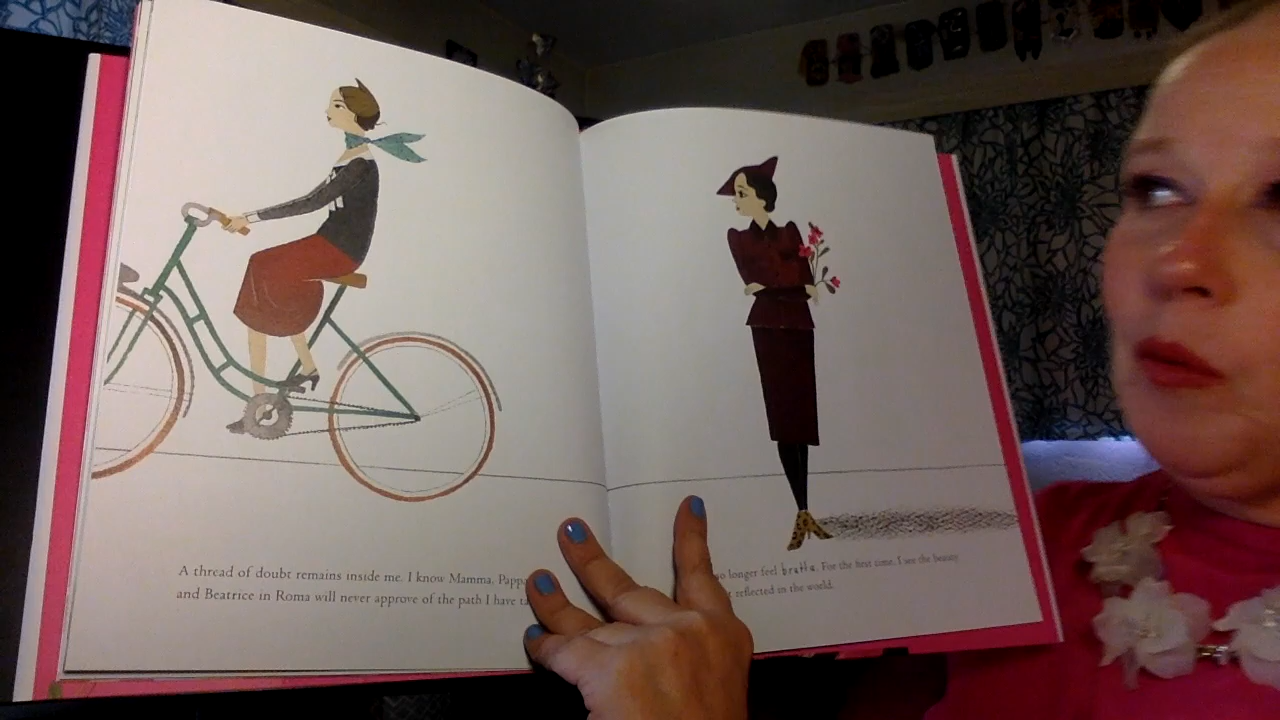 A thread of doubt remains inside me. I know Mamma, Pappa
and Beatrice in Roma will never approve of the path I have
no longer feel brutta. For the first time, I see the beauty
reflected in the world.